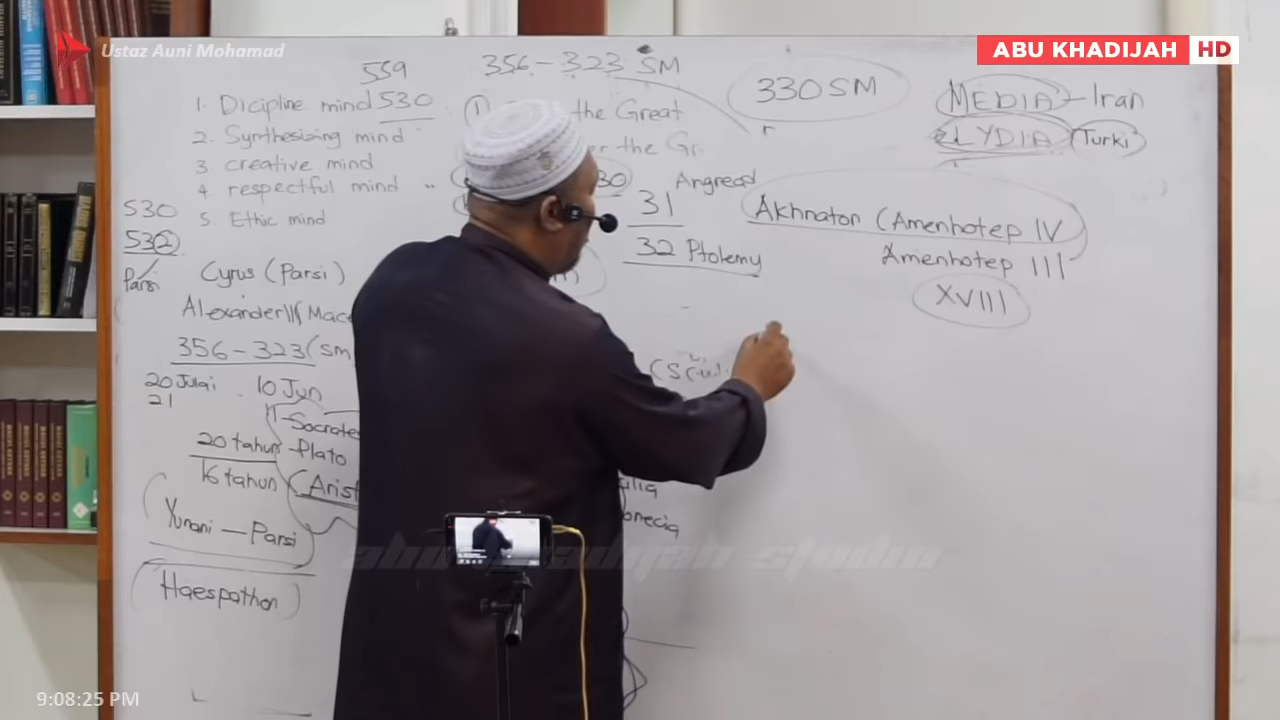 Ustaz Auni Mohamad
ABU KHADIJAH HD
559
356-323 SM
330 SM
MEDIA - Iran
LYDIA (Turki)
1. Dicipline mind 530
2. Synthesizing mind
3. creative mind
4 respectful mind
5 Ethic mind
the Great
the Gr
30
31
32 Ptolemy
Akhnaton (Amenhotep IV
Amenhotep III
XVIII
530
532
Parsi
Cyrus (Parsi)
Alexander III Mace
356-323 (SM
20 Julai
21
10 Jun
11
-Socrates
20 tahun -Plato
16 tahun (Arist
Yunani - Parsi
(Haespathon)
9:08:25 PM